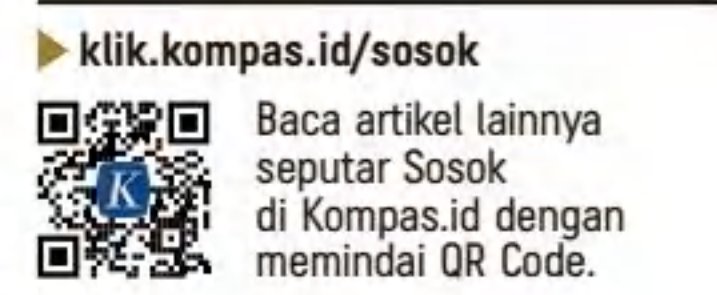 klik.kompas.id/sosok
K
Baca artikel lainnya
seputar Sosok
di Kompas.id dengan
memindai QR Code.